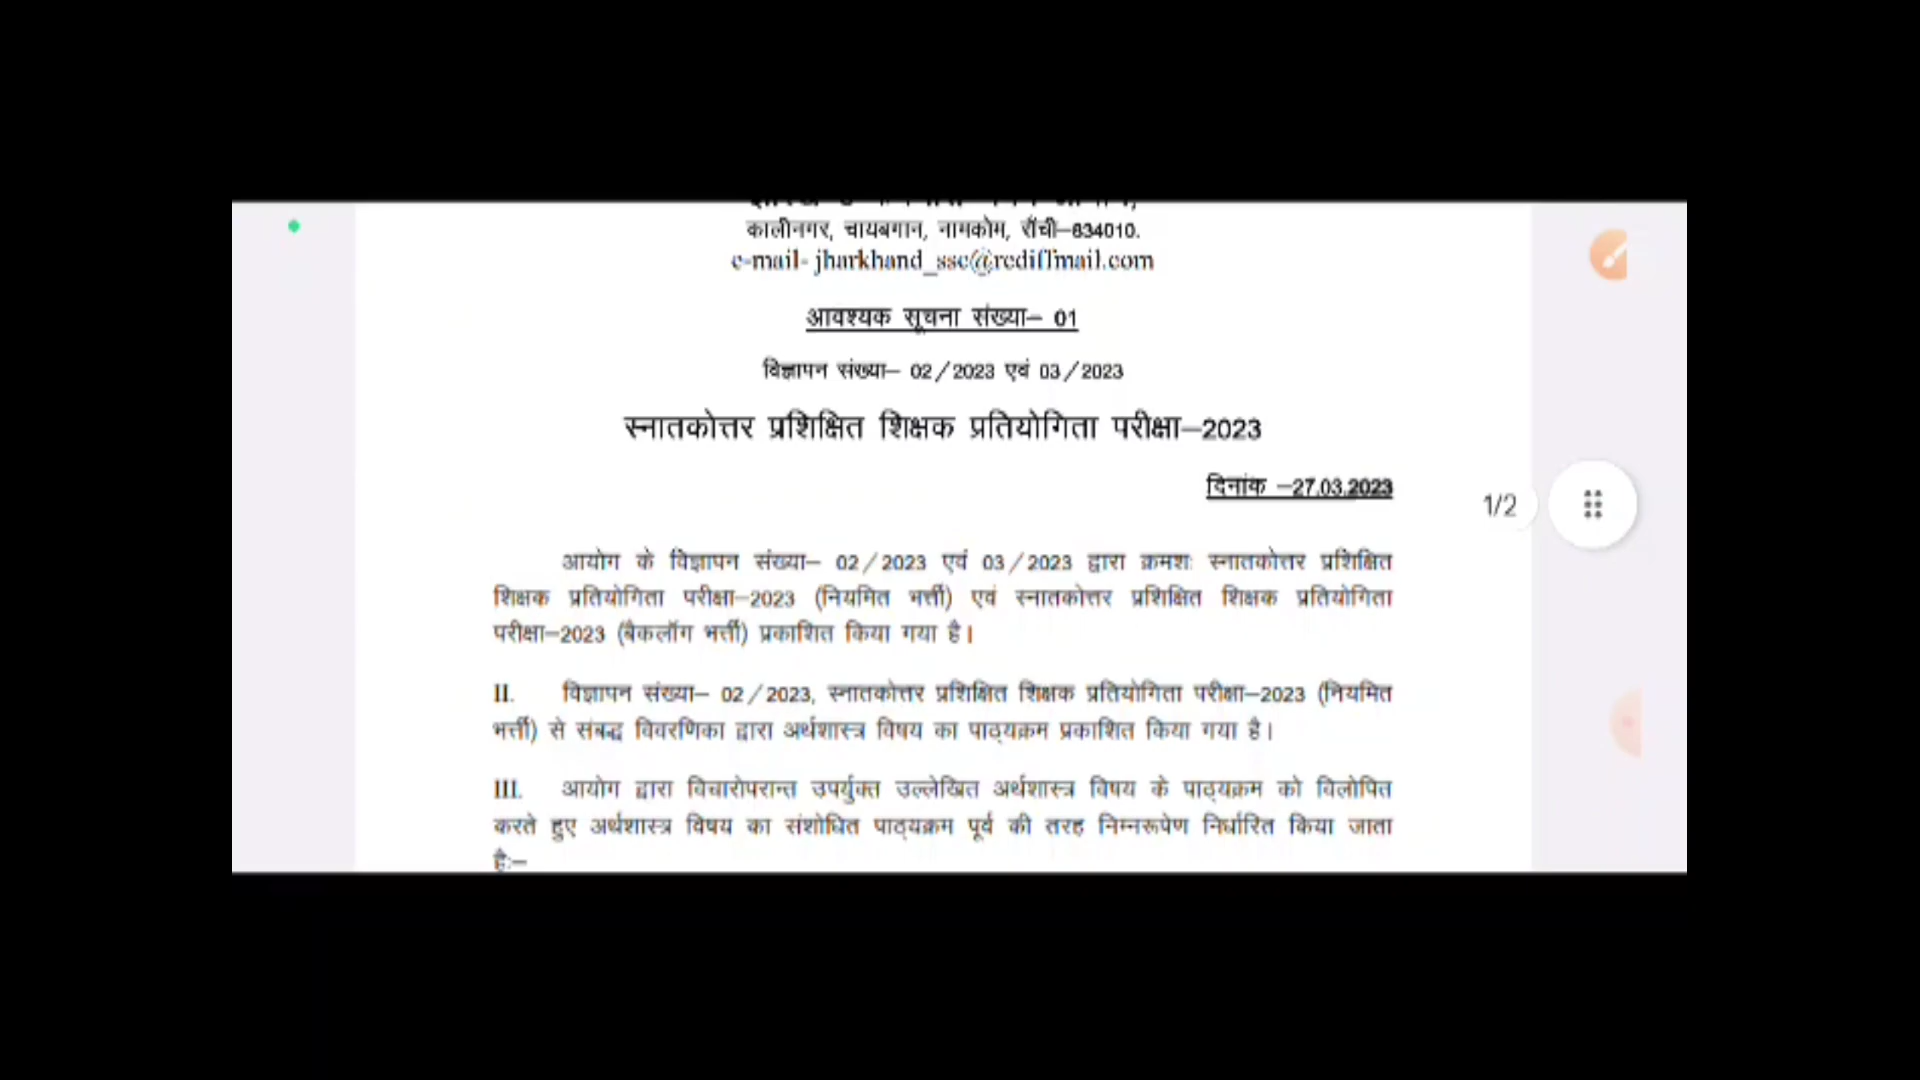 कालीनगर, चायबगान, नामकोम, राँची–834010.
e-mail- jharkhand_ssc@rediffmail.com
आवश्यक सूचना संख्या– 01
विज्ञापन संख्या– 02/2023 एवं 03/2023
स्नातकोत्तर प्रशिक्षित शिक्षक प्रतियोगिता परीक्षा–2023
दिनांक –27.03.2023
1/2
आयोग के विज्ञापन संख्या– 02/2023 एवं 03/2023 द्वारा क्रमशः स्नातकोत्तर प्रशिक्षित
शिक्षक प्रतियोगिता परीक्षा–2023 (नियमित भर्त्ती) एवं स्नातकोत्तर प्रशिक्षित शिक्षक प्रतियोगिता
परीक्षा–2023 (बैकलॉग भर्त्ती) प्रकाशित किया गया है।
II. विज्ञापन संख्या– 02/2023, स्नातकोत्तर प्रशिक्षित शिक्षक प्रतियोगिता परीक्षा–2023 (नियमित
भर्त्ती) से संबद्ध विवरणिका द्वारा अर्थशास्त्र विषय का पाठ्यक्रम प्रकाशित किया गया है।
III. आयोग द्वारा विचारोपरान्त उपर्युक्त उल्लेखित अर्थशास्त्र विषय के पाठ्यक्रम को विलोपित
करते हुए अर्थशास्त्र विषय का संशोधित पाठ्यक्रम पूर्व की तरह निम्नरूपेण निर्धारित किया जाता
है:–